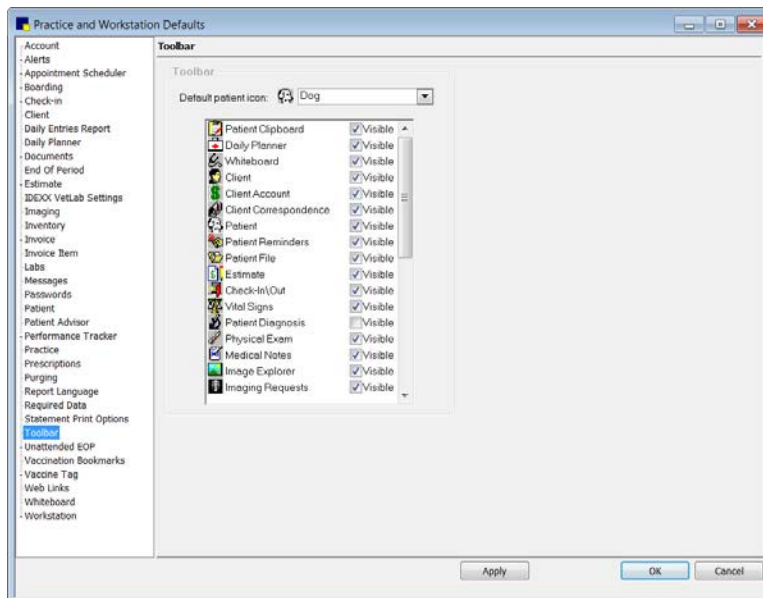 Practice and Workstation Defaults
Account
Alerts
Appointment Scheduler
Boarding
Check-in
Client
Daily Entries Report
Daily Planner
Documents
End Of Period
Estimate
IDEXX VetLab Settings
Imaging
Inventory
Invoice
Invoice Item
Labs
Messages
Passwords
Patient
Patient Advisor
Performance Tracker
Practice
Prescriptions
Purging
Report Language
Required Data
Statement Print Options
Toolbar
Unattended EOP
Vaccination Bookmarks
Vaccine Tag
Web Links
Whiteboard
Workstation
Toolbar
Toolbar
Default patient icon: Dog
Patient Clipboard Visible
Daily Planner Visible
Whiteboard Visible
Client Visible
Client Account Visible
Client Correspondence Visible
Patient Visible
Patient Reminders Visible
Patient File Visible
Estimate Visible
Check-In\Out Visible
Vital Signs Visible
Patient Diagnosis Visible
Physical Exam Visible
Medical Notes Visible
Image Explorer Visible
Imaging Requests Visible
Apply OK Cancel